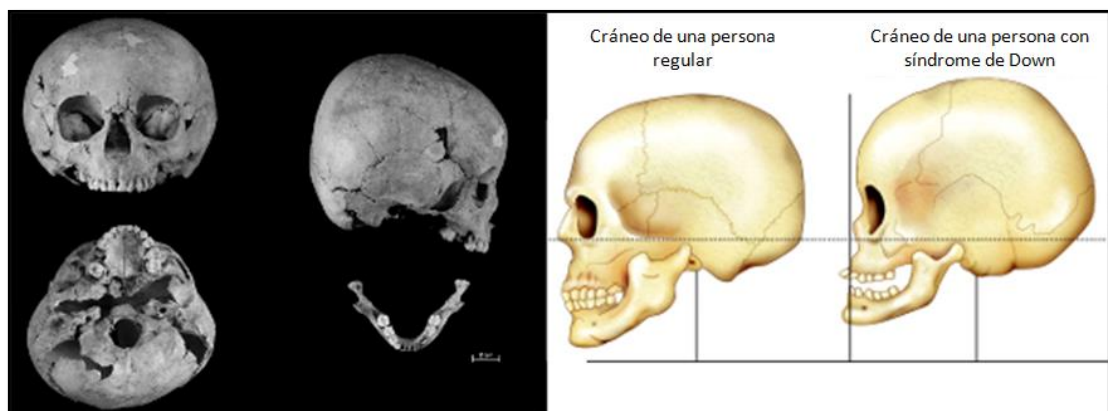 Cráneo de una persona
regular
Cráneo de una persona con
síndrome de Down